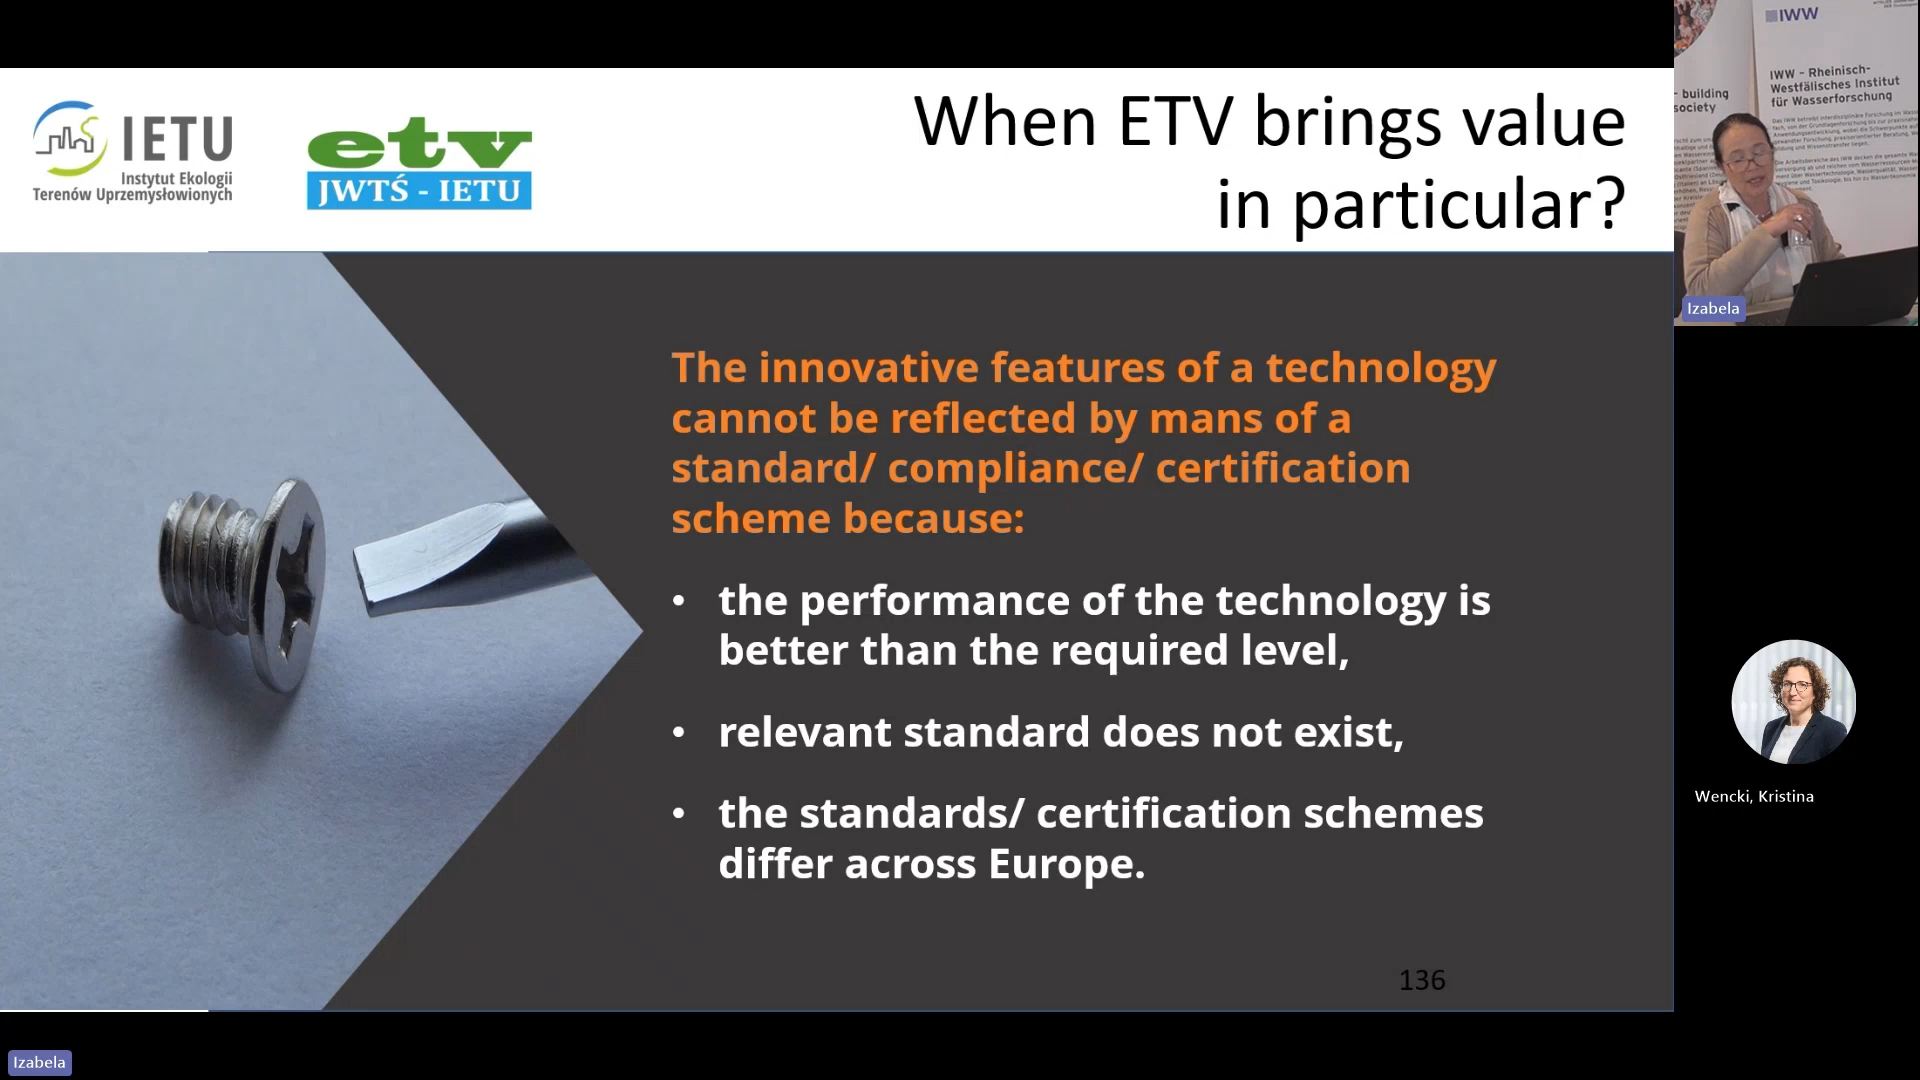 IETU
Instytut Ekologii
Terenów Uprzemysłowionych
etv
JWTŚ - IETU
When ETV brings value
in particular?
The innovative features of a technology
cannot be reflected by mans of a
standard/ compliance/ certification
scheme because:
• the performance of the technology is
better than the required level,
• relevant standard does not exist,
• the standards/ certification schemes
differ across Europe.
136
Izabela
IWW
building
society
IWW - Rheinisch-
Westfälisches Institut
für Wasserforschung
Izabela
Wencki, Kristina